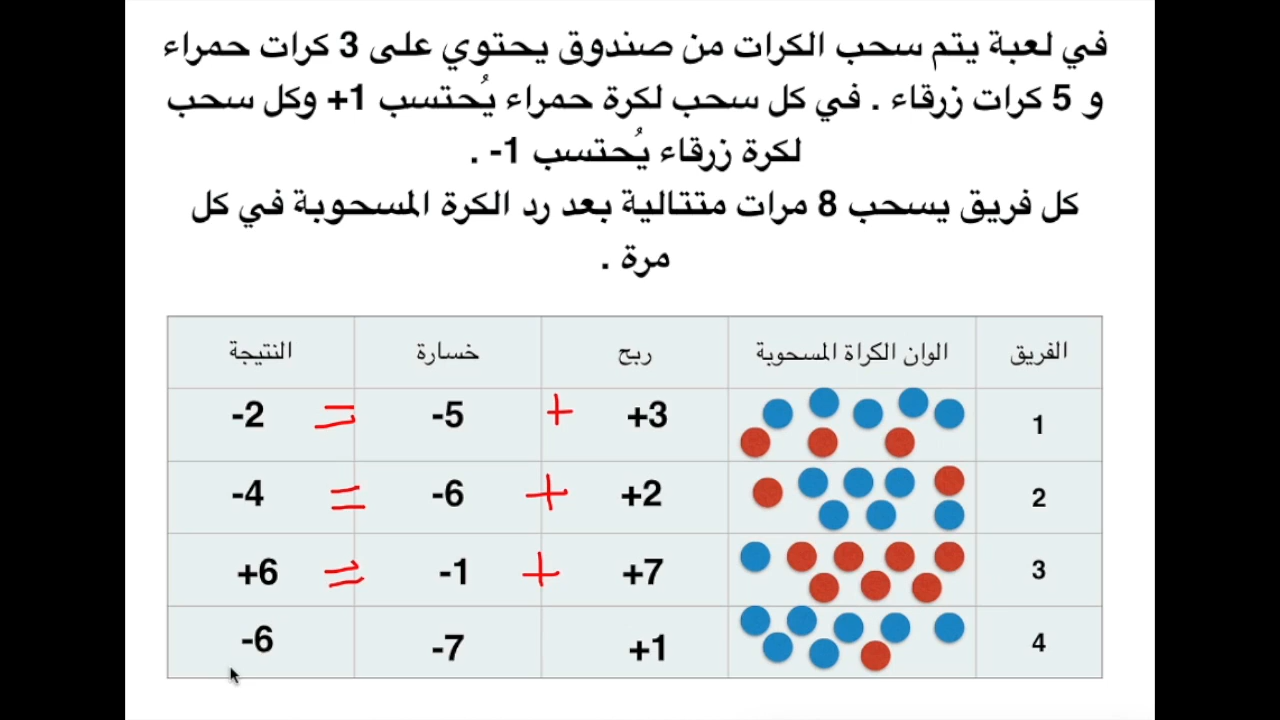 في لعبة يتم سحب الكرات من صندوق يحتوي على 3 كرات حمراء
و 5 كرات زرقاء . في كل سحب لكرة حمراء يُحتسب 1+ وكل سحب
لكرة زرقاء يُحتسب 1- .
كل فريق يسحب 8 مرات متتالية بعد رد الكرة المسحوبة في كل
مرة .
الفريق الوان الكراة المسحوبة ربح خسارة النتيجة
1 +3 + -5 = -2
2 +2 + -6 = -4
3 +7 + -1 = +6
4 +1 -7 -6